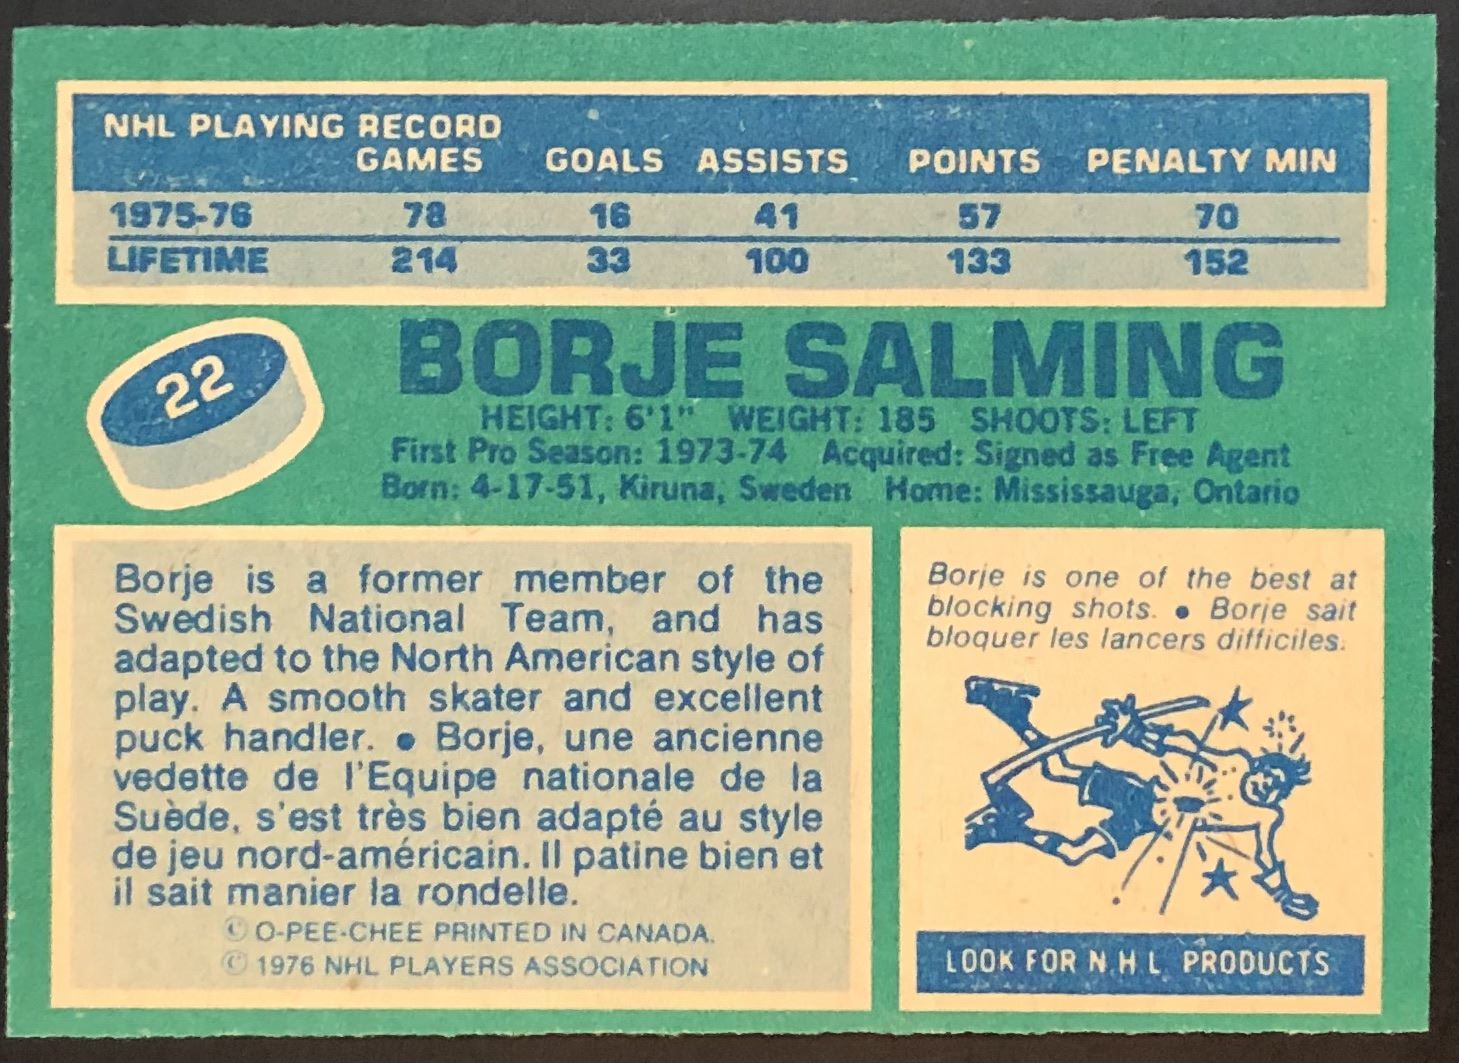 NHL PLAYING RECORD
GAMES GOALS ASSISTS POINTS PENALTY MIN
1975-76 78 16 41 57 70
LIFETIME 214 33 100 133 152
22
BORJE SALMING
HEIGHT: 6'1" WEIGHT: 185 SHOOTS: LEFT
First Pro Season: 1973-74 Acquired: Signed as Free Agent
Born: 4-17-51, Kiruna, Sweden Home: Mississauga, Ontario
Borje is a former member of the
Swedish National Team, and has
adapted to the North American style of
play. A smooth skater and excellent
puck handler. ● Borje, une ancienne
vedette de l'Equipe nationale de la
Suède, s'est très bien adapté au style
de jeu nord-américain. Il patine bien et
il sait manier la rondelle.
© O-PEE-CHEE PRINTED IN CANADA.
© 1976 NHL PLAYERS ASSOCIATION
Borje is one of the best at
blocking shots. ● Borje sait
bloquer les lancers difficiles.
LOOK FOR N H L PRODUCTS